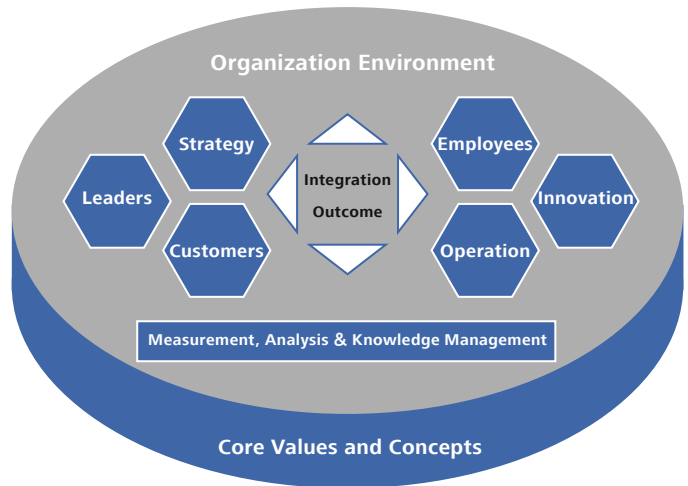 Organization Environment
Strategy
Employees
Leaders
Integration
Outcome
Innovation
Customers
Operation
Measurement, Analysis & Knowledge Management
Core Values and Concepts